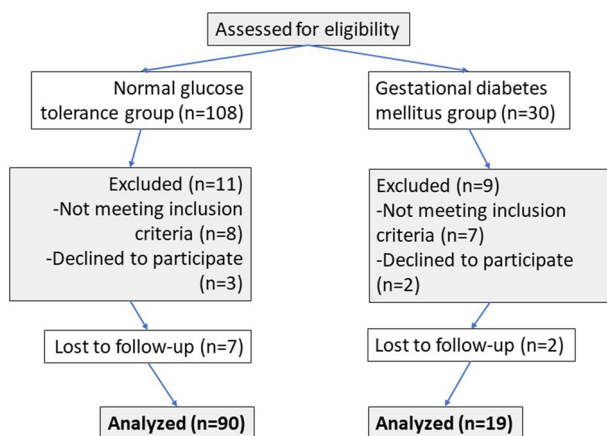 Assessed for eligibility
Normal glucose
tolerance group (n=108)
Gestational diabetes
mellitus group (n=30)
Excluded (n=11)
-Not meeting inclusion
criteria (n=8)
-Declined to participate
(n=3)
Excluded (n=9)
-Not meeting inclusion
criteria (n=7)
-Declined to participate
(n=2)
Lost to follow-up (n=7)
Lost to follow-up (n=2)
Analyzed (n=90)
Analyzed (n=19)